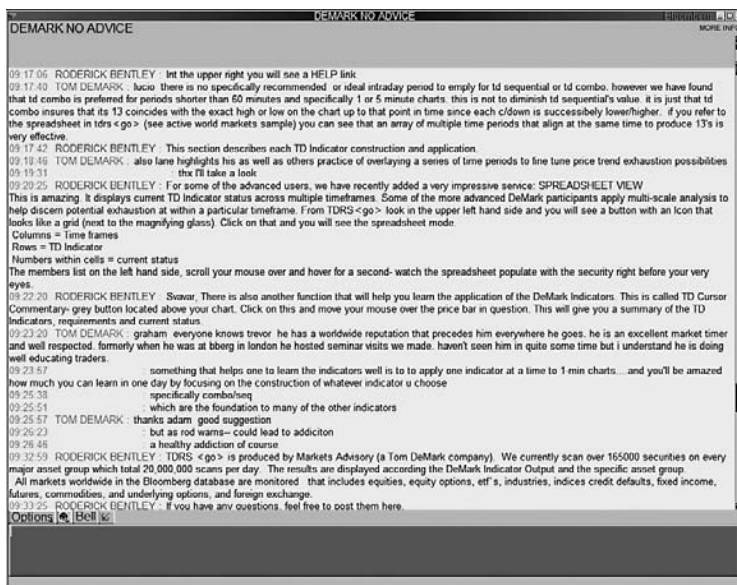 DEMARK NO ADVICE
DEMARK NO ADVICE
MORE INFO
09:17:06 RODERICK BENTLEY : Int the upper right you will see a HELP link
09:17:40 TOM DEMARK : lucio there is no specifically recommended or ideal intraday period to emply for td sequential or td combo. however we have found
that td combo is preferred for periods shorter than 60 minutes and specifically 1 or 5 minute charts. this is not to diminish td sequential's value. it is just that td
combo insures that its 13 coincides with the exact high or low on the chart up to that point in time since each c/down is successibely lower/higher. if you refer to
the spreadsheet in tdrs <go> (see active world markets sample) you can see that an array of multiple time periods that align at the same time to produce 13's is
very effective.
09:17:42 RODERICK BENTLEY : This section describes each TD Indicator construction and application.
09:18:46 TOM DEMARK : also lane highlights his as well as others practice of overlaying a series of time periods to fine tune price trend exhaustion possibilities
09:19:31 : thx I'll take a look
09:20:25 RODERICK BENTLEY : For some of the advanced users, we have recently added a very impressive service: SPREADSHEET VIEW
This is amazing. It displays current TD Indicator status across multiple timeframes. Some of the more advanced DeMark participants apply multi-scale analysis to
help discern potential exhaustion at within a particular timeframe. From TDRS<go> look in the upper left hand side and you will see a button with an Icon that
looks like a grid (next to the magnifying glass). Click on that and you will see the spreadsheet mode.
Columns = Time frames
Rows = TD Indicator
Numbers within cells = current status
The members list on the left hand side, scroll your mouse over and hover for a second- watch the spreadsheet populate with the security right before your very
eyes.
09:22:20 RODERICK BENTLEY : Svavar, There is also another function that will help you learn the application of the DeMark Indicators. This is called TD Cursor
Commentary- grey button located above your chart. Click on this and move your mouse over the price bar in question. This will give you a summary of the TD
Indicators, requirements and current status.
09:23:20 TOM DEMARK : graham everyone knows trevor he has a worldwide reputation that precedes him everywhere he goes. he is an excellent market timer
and well respected. formerly when he was at bberg in london he hosted seminar visits we made. haven't seen him in quite some time but i understand he is doing
well educating traders.
09:23:57 : something that helps one to learn the indicators well is to to apply one indicator at a time to 1-min charts....and you'll be amazed
how much you can learn in one day by focusing on the construction of whatever indicator u choose
09:25:38 : specifically combo/seq
09:25:51 : which are the foundation to many of the other indicators
09:25:57 TOM DEMARK : thanks adam good suggestion
09:26:23 : but as rod warns-- could lead to addiciton
09:26:46 : a healthy addiction of course
09:32:59 RODERICK BENTLEY : TDRS <go> is produced by Markets Advisory (a Tom DeMark company). We currently scan over 165000 securities on every
major asset group which total 20,000,000 scans per day. The results are displayed according the DeMark Indicator Output and the specific asset group.
All markets worldwide in the Bloomberg database are monitored that includes equities, equity options, etf's, industries, indices credit defaults, fixed income,
futures, commodities, and underlying options, and foreign exchange.
09:33:25 RODERICK BENTLEY : If you have any questions, feel free to post them here.
Options Bell